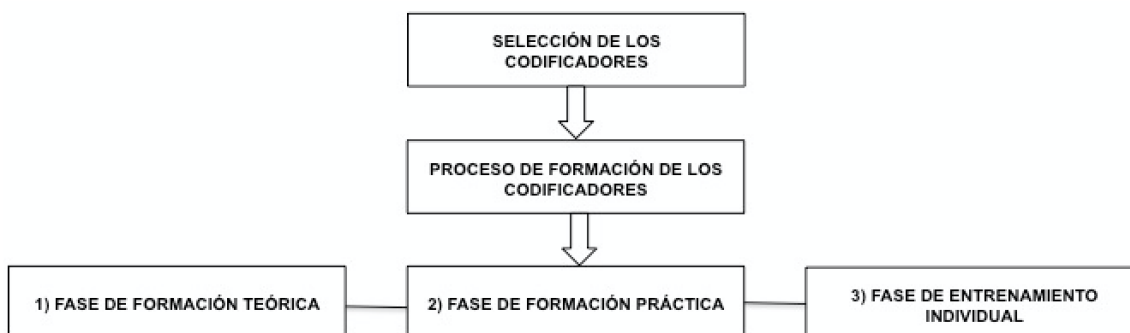 SELECCIÓN DE LOS
CODIFICADORES
PROCESO DE FORMACIÓN DE LOS
CODIFICADORES
1) FASE DE FORMACIÓN TEÓRICA
2) FASE DE FORMACIÓN PRÁCTICA
3) FASE DE ENTRENAMIENTO
INDIVIDUAL